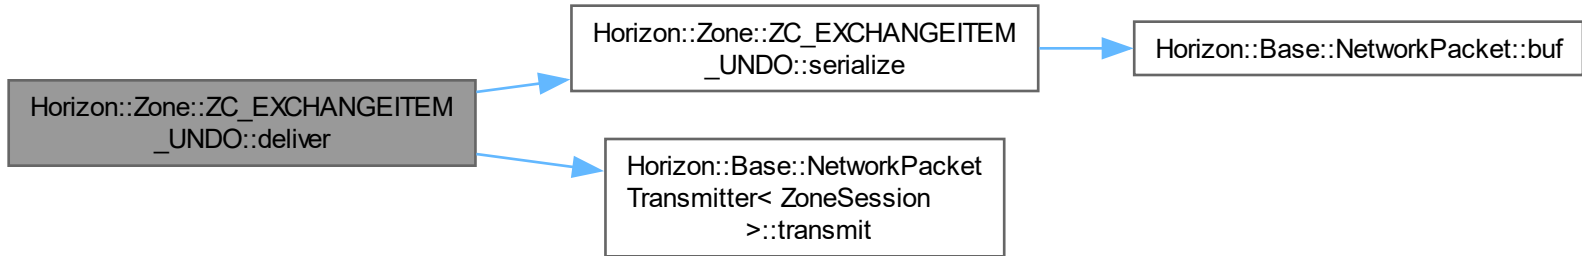 Horizon::Zone::ZC_EXCHANGEITEM
_UNDO::deliver
Horizon::Zone::ZC_EXCHANGEITEM
_UNDO::serialize
Horizon::Base::NetworkPacket::buf
Horizon::Base::NetworkPacket
Transmitter< ZoneSession
>::transmit